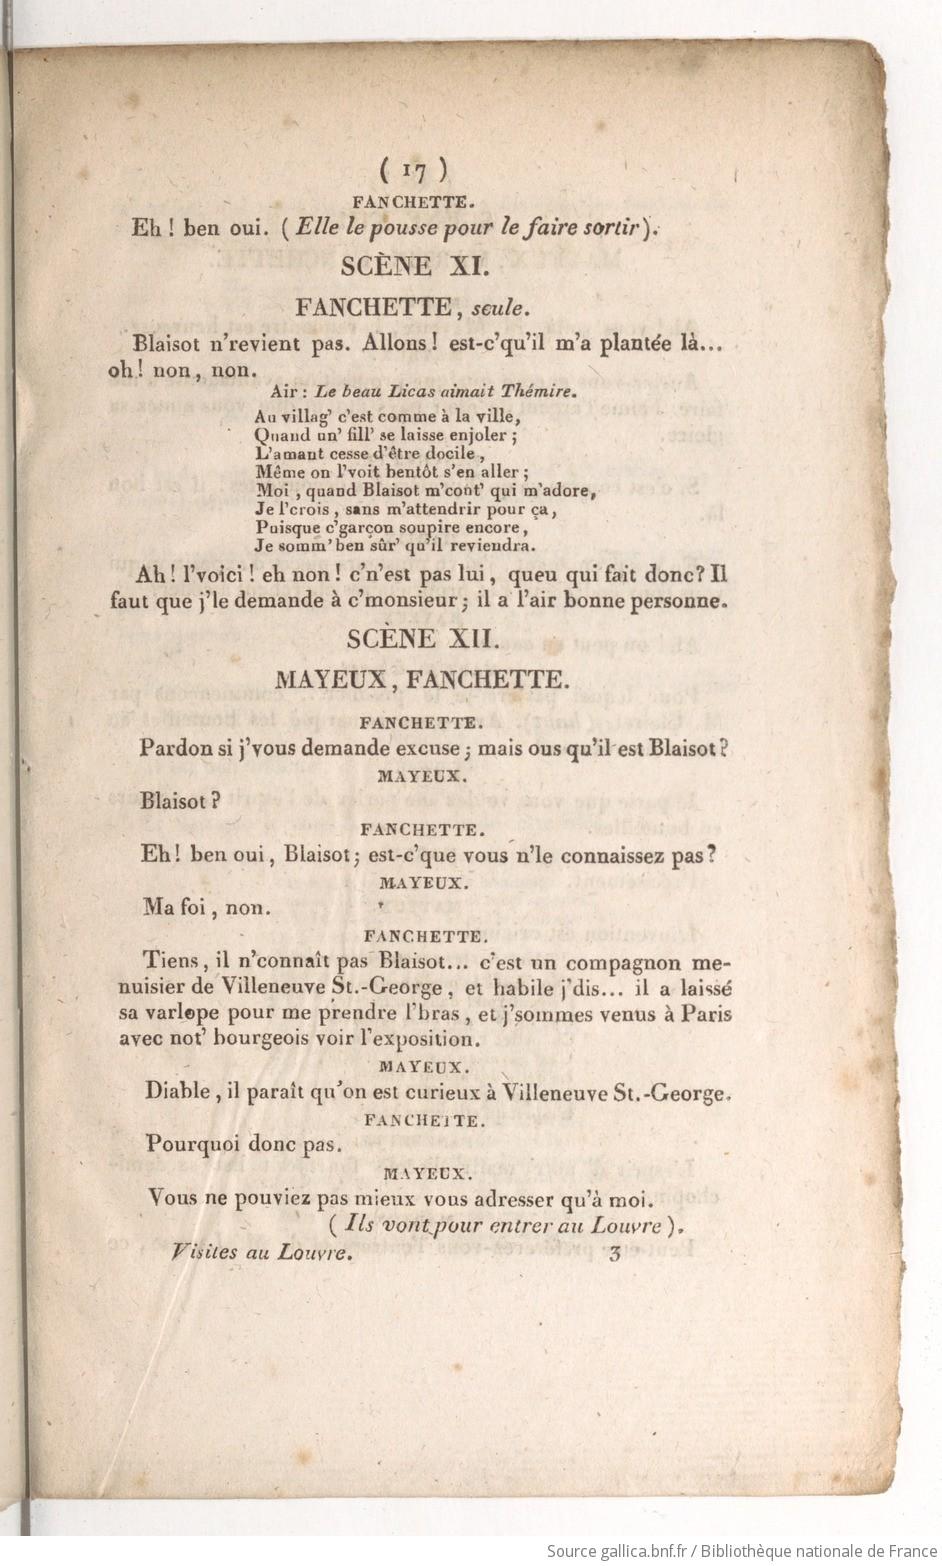 ( 17 )
FANCHETTE.
Eh ! ben oui. ( Elle le pousse pour le faire sortir ).
SCÈNE XI.
FANCHETTE, seule.
Blaisot n'revient pas. Allons ! est-c'qu'il m'a plantée là...
oh ! non, non.
Air : Le beau Licas aimait Thémire.
Au villag' c'est comme à la ville,
Quand un' fill' se laisse enjoler ;
L'amant cesse d'être docile,
Même on l'voit bentôt s'en aller ;
Moi, quand Blaisot m'cont' qui m'adore,
Je l'crois, sans m'attendrir pour ça,
Puisque c'garçon soupire encore,
Je somm' ben sûr' qu'il reviendra.
Ah ! l'voici ! eh non ! c'n'est pas lui, queu qui fait donc? Il
faut que j'le demande à c'monsieur ; il a l'air bonne personne.
SCÈNE XII.
MAYEUX, FANCHETTE.
FANCHETTE.
Pardon si j'vous demande excuse ; mais ous qu'il est Blaisot ?
MAYEUX.
Blaisot ?
FANCHETTE.
Eh ! ben oui, Blaisot ; est-c'que vous n'le connaissez pas ?
MAYEUX.
Ma foi, non.
FANCHETTE.
Tiens, il n'connaît pas Blaisot... c'est un compagnon me-
nuisier de Villeneuve St.-George, et habile j'dis... il a laissé
sa varlope pour me prendre l'bras, et j'sommes venus à Paris
avec not' bourgeois voir l'exposition.
MAYEUX.
Diable, il paraît qu'on est curieux à Villeneuve St.-George.
FANCHETTE.
Pourquoi donc pas.
MAYEUX.
Vous ne pouviez pas mieux vous adresser qu'à moi.
( Ils vont pour entrer au Louvre ).
Visites au Louvre. 3
Source gallica.bnf.fr / Bibliothèque nationale de France